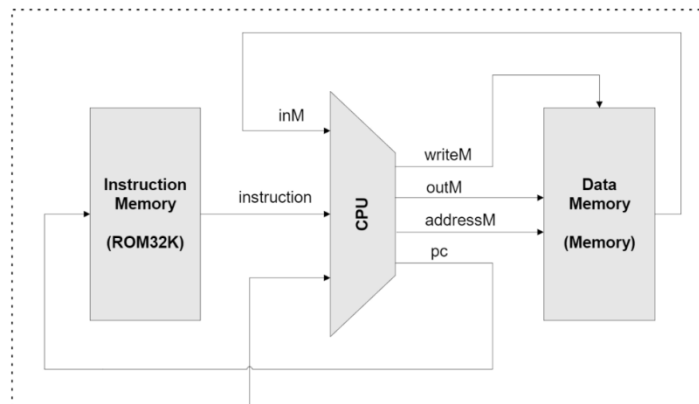 inM
Instruction
Memory
(ROM32K)
instruction
CPU
writeM
outM
addressM
pc
Data
Memory
(Memory)